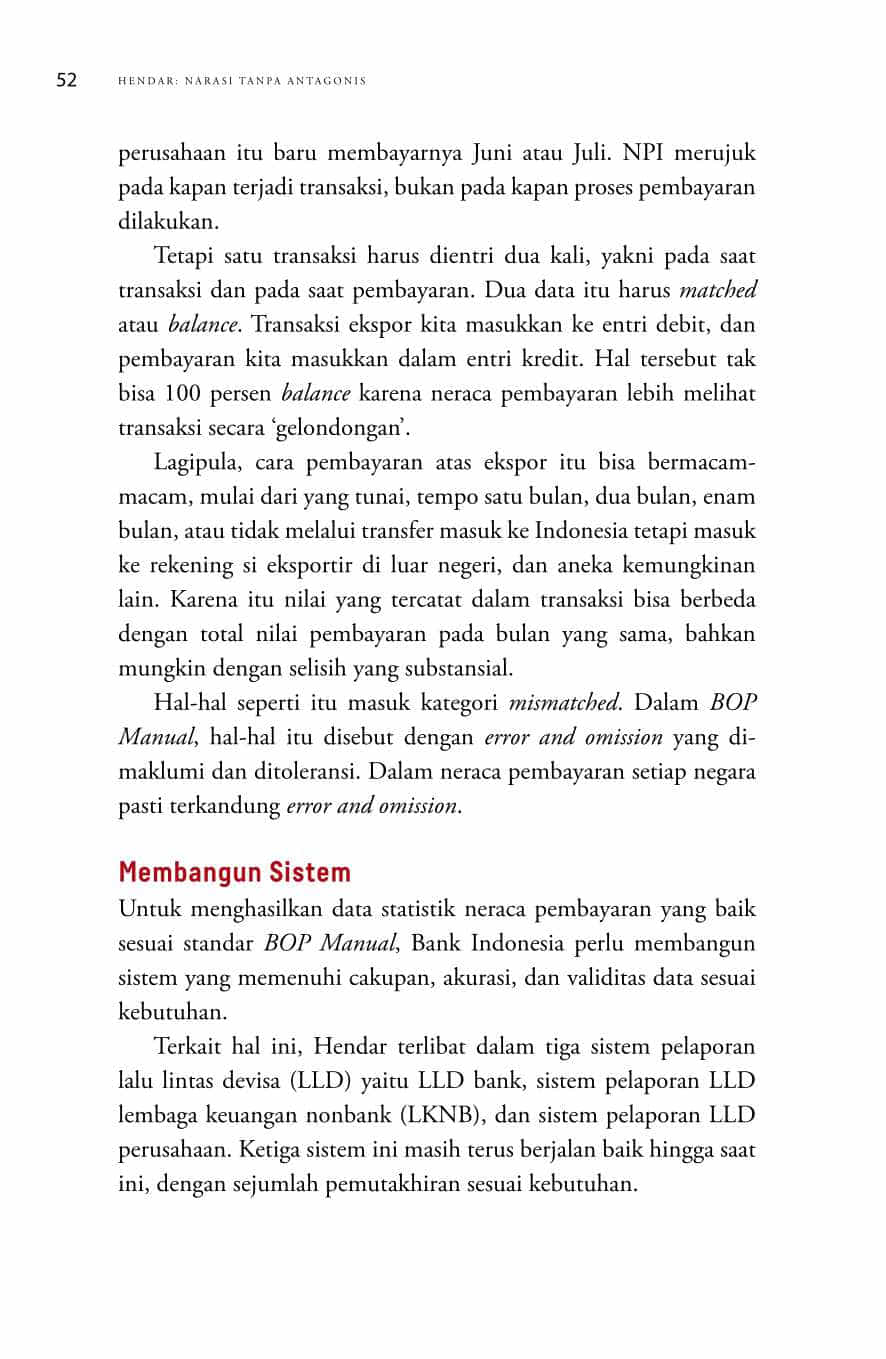 52 HENDAR: NARASI TANPA ANTAGONIS
perusahaan itu baru membayarnya Juni atau Juli. NPI merujuk
pada kapan terjadi transaksi, bukan pada kapan proses pembayaran
dilakukan.
Tetapi satu transaksi harus dientri dua kali, yakni pada saat
transaksi dan pada saat pembayaran. Dua data itu harus matched
atau balance. Transaksi ekspor kita masukkan ke entri debit, dan
pembayaran kita masukkan dalam entri kredit. Hal tersebut tak
bisa 100 persen balance karena neraca pembayaran lebih melihat
transaksi secara ‘gelondongan’.
Lagipula, cara pembayaran atas ekspor itu bisa bermacam-
macam, mulai dari yang tunai, tempo satu bulan, dua bulan, enam
bulan, atau tidak melalui transfer masuk ke Indonesia tetapi masuk
ke rekening si eksportir di luar negeri, dan aneka kemungkinan
lain. Karena itu nilai yang tercatat dalam transaksi bisa berbeda
dengan total nilai pembayaran pada bulan yang sama, bahkan
mungkin dengan selisih yang substansial.
Hal-hal seperti itu masuk kategori mismatched. Dalam BOP
Manual, hal-hal itu disebut dengan error and omission yang di-
maklumi dan ditoleransi. Dalam neraca pembayaran setiap negara
pasti terkandung error and omission.
Membangun Sistem
Untuk menghasilkan data statistik neraca pembayaran yang baik
sesuai standar BOP Manual, Bank Indonesia perlu membangun
sistem yang memenuhi cakupan, akurasi, dan validitas data sesuai
kebutuhan.
Terkait hal ini, Hendar terlibat dalam tiga sistem pelaporan
lalu lintas devisa (LLD) yaitu LLD bank, sistem pelaporan LLD
lembaga keuangan nonbank (LKNB), dan sistem pelaporan LLD
perusahaan. Ketiga sistem ini masih terus berjalan baik hingga saat
ini, dengan sejumlah pemutakhiran sesuai kebutuhan.